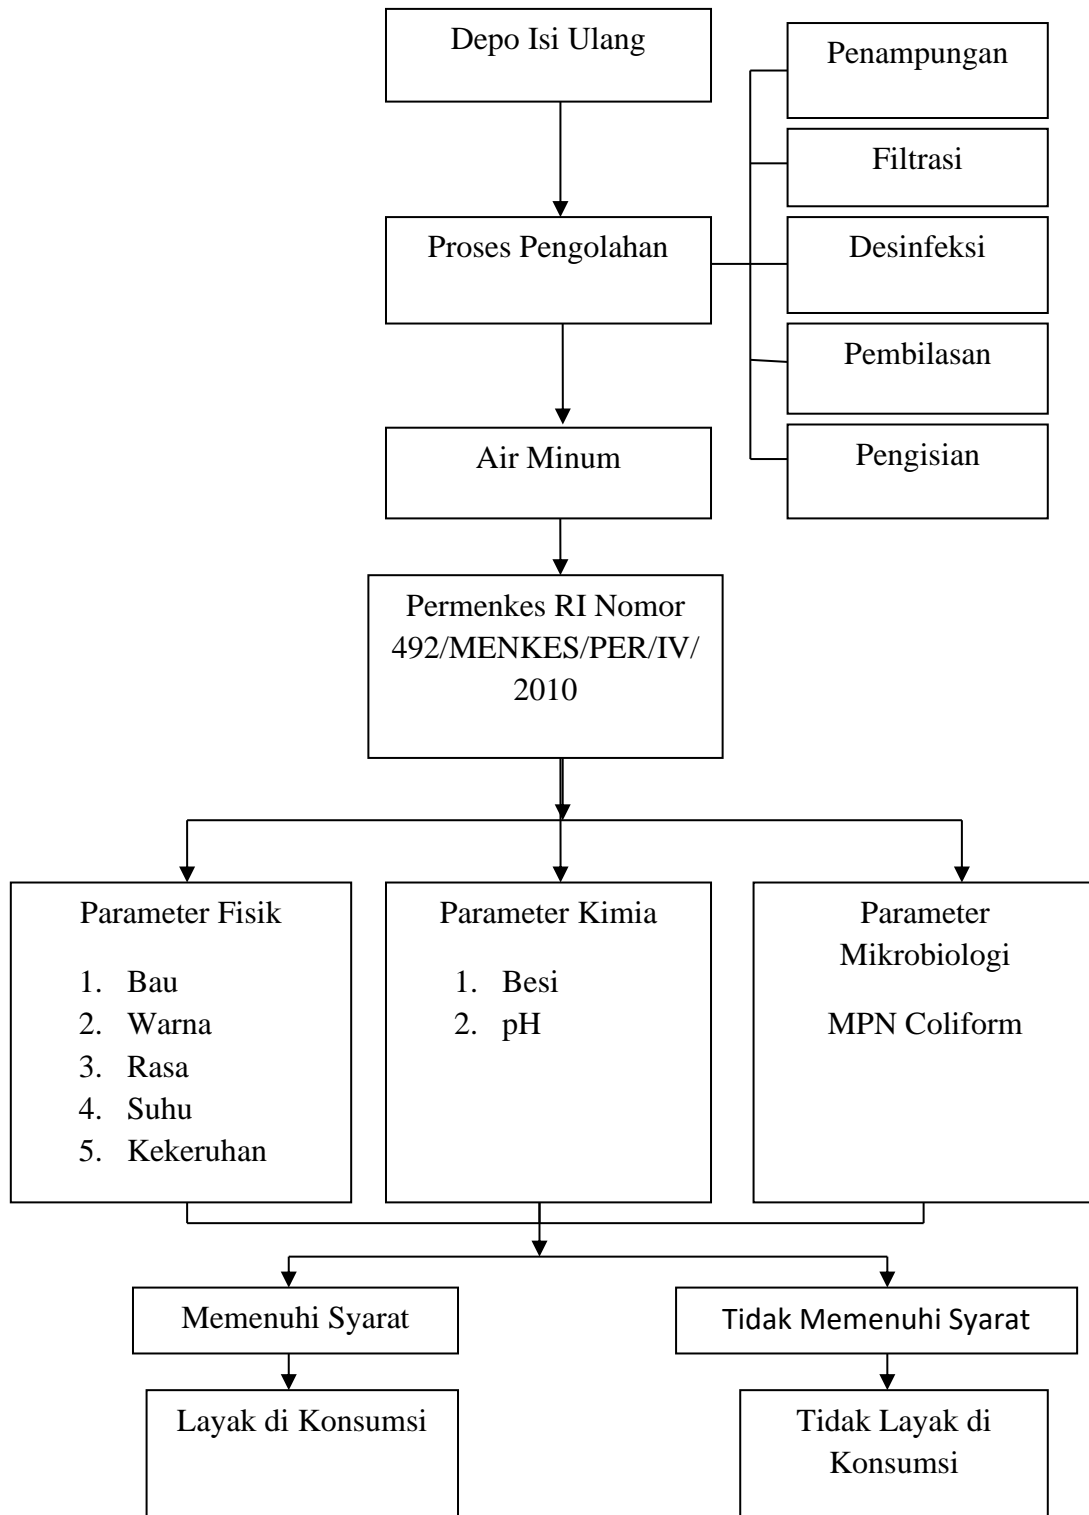 Depo Isi Ulang
Penampungan
Filtrasi
Proses Pengolahan
Desinfeksi
Pembilasan
Air Minum
Pengisian
Permenkes RI Nomor
492/MENKES/PER/IV/
2010
Parameter Fisik
1. Bau
2. Warna
3. Rasa
4. Suhu
5. Kekeruhan
Parameter Kimia
1. Besi
2. pH
Parameter
Mikrobiologi
MPN Coliform
Memenuhi Syarat
Tidak Memenuhi Syarat
Layak di Konsumsi
Tidak Layak di
Konsumsi